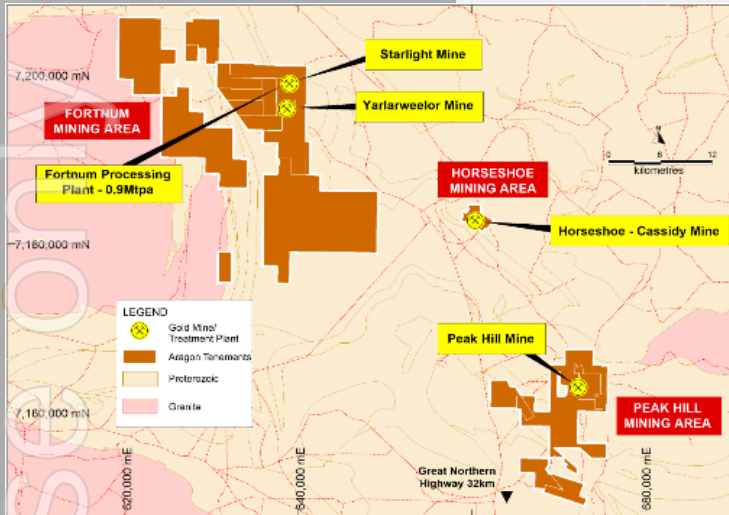 Starlight Mine
7,200,000 mN
FORTNUM
MINING AREA
Yarlarweelor Mine
N
0 6 12
kilometres
Fortnum Processing
Plant - 0.9Mtpa
HORSESHOE
MINING AREA
Horseshoe - Cassidy Mine
7,180,000 mN
LEGEND
Gold Mine/
Treatment Plant
Aragon Tenements
Proterozoic
Granite
Peak Hill Mine
7,160,000 mN
PEAK HILL
MINING AREA
Great Northern
Highway 32km
620,000 mE
640,000 mE
680,000 mE
se only